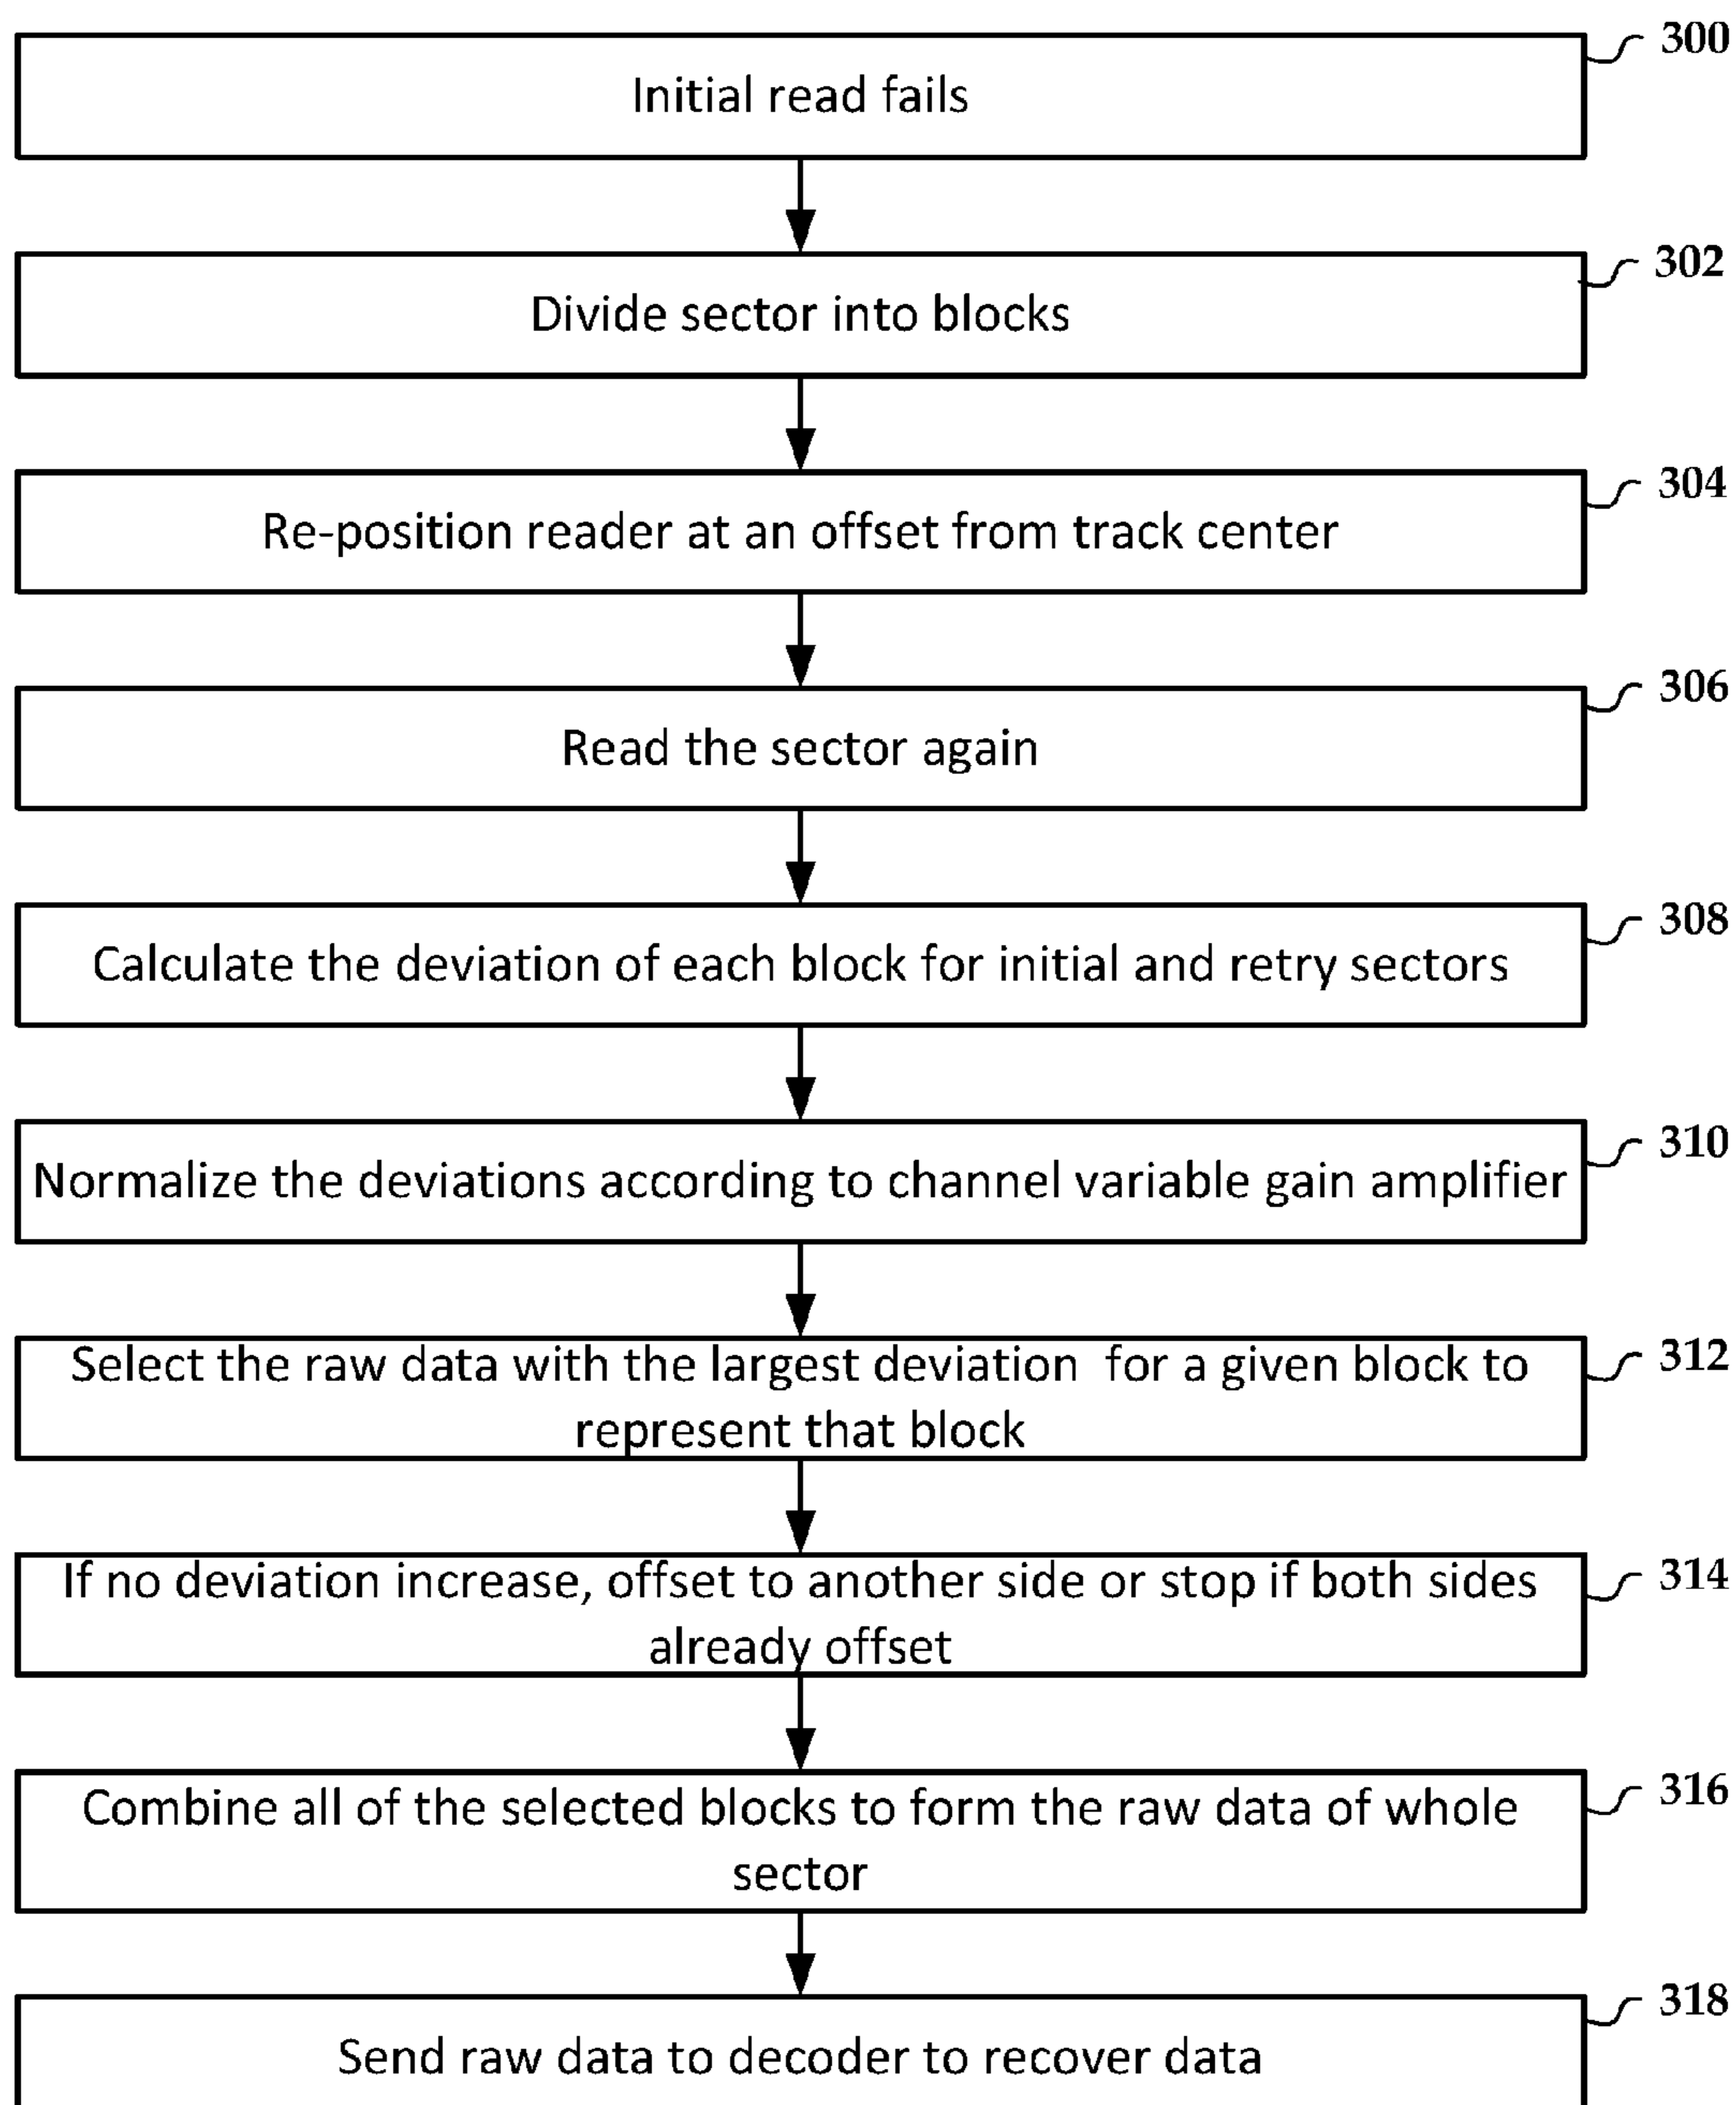 300
Initial read fails
302
Divide sector into blocks
304
Re-position reader at an offset from track center
306
Read the sector again
308
Calculate the deviation of each block for initial and retry sectors
310
Normalize the deviations according to channel variable gain amplifier
312
Select the raw data with the largest deviation for a given block to
represent that block
314
If no deviation increase, offset to another side or stop if both sides
already offset
316
Combine all of the selected blocks to form the raw data of whole
sector
318
Send raw data to decoder to recover data